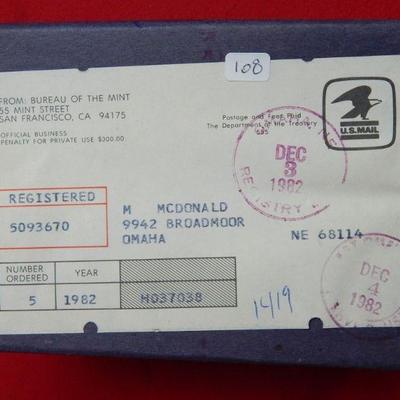 108
FROM: BUREAU OF THE MINT
55 MINT STREET
SAN FRANCISCO, CA 94175
OFFICIAL BUSINESS
PENALTY FOR PRIVATE USE $300.00
Postage and Fees Paid
The Department of the Treasury
U.S.MAIL
DEC
3
1982
REGISTRY
REGISTERED
5093670
M MCDONALD
9942 BROADMOOR
OMAHA NE 68114
NUMBER
ORDERED
YEAR
5 1982 H037038
1419
DEC
4
1982